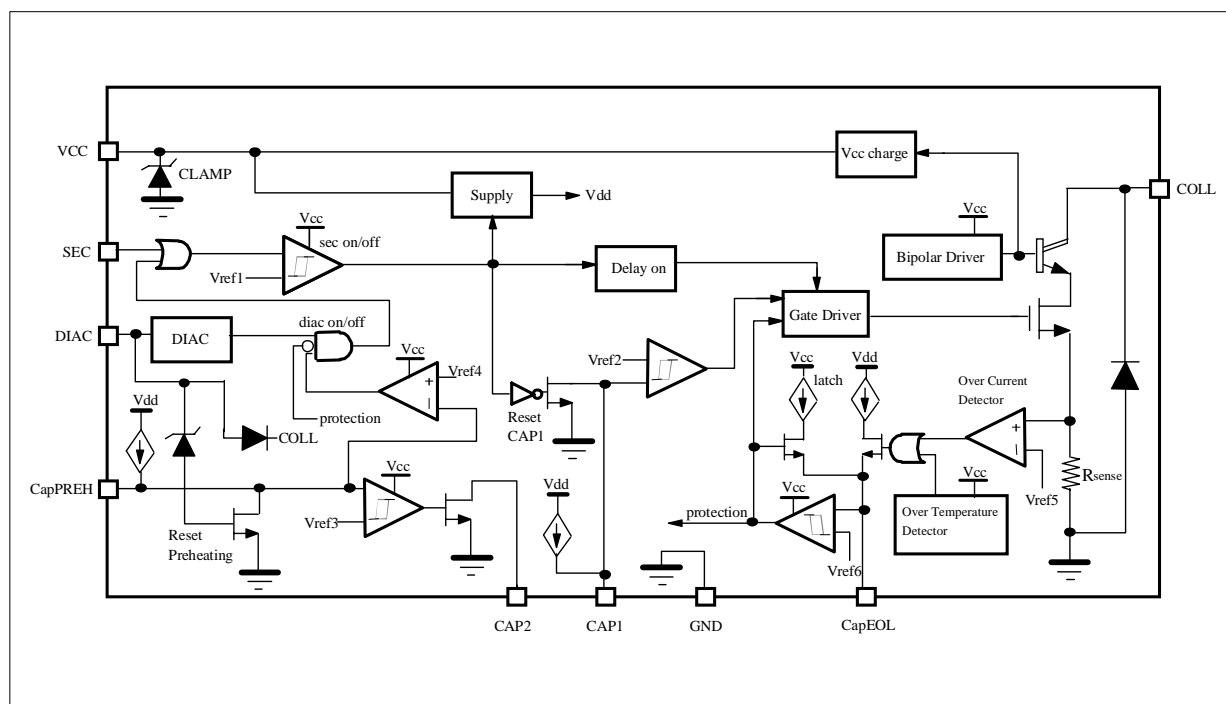 VCC
CLAMP
Vcc charge
Supply
Vdd
COLL
Vcc
SEC
sec on/off
Vref1
Delay on
Vcc
Bipolar Driver
DIAC
DIAC
diac on/off
Gate Driver
Vcc
Vref4
Vref2
Vcc
Vdd
latch
Over Current
Detector
Vdd
protection
COLL
Reset
CAP1
CapPREH
Vcc
Vref3
Vdd
Vcc
Vref5
Rsense
Vcc
Over Temperature
Detector
protection
Reset
Preheating
Vref6
CAP2
CAP1
GND
CapEOL